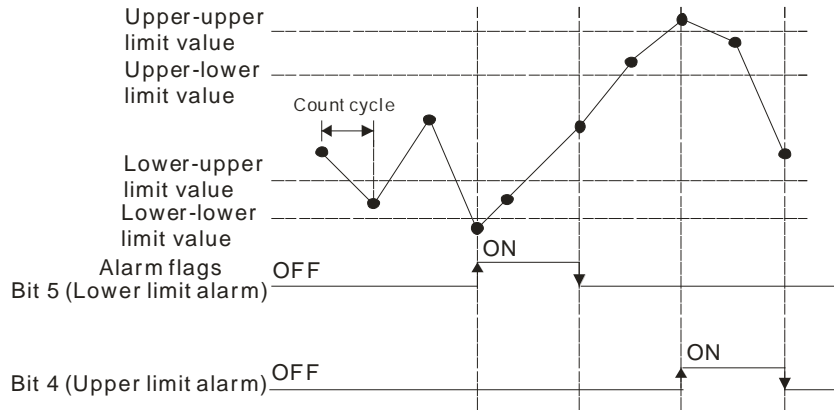 Upper-upper
limit value
Upper-lower
limit value
Count cycle
Lower-upper
limit value
Lower-lower
limit value
ON
Alarm flags
OFF
Bit 5 (Lower limit alarm)
ON
OFF
Bit 4 (Upper limit alarm)